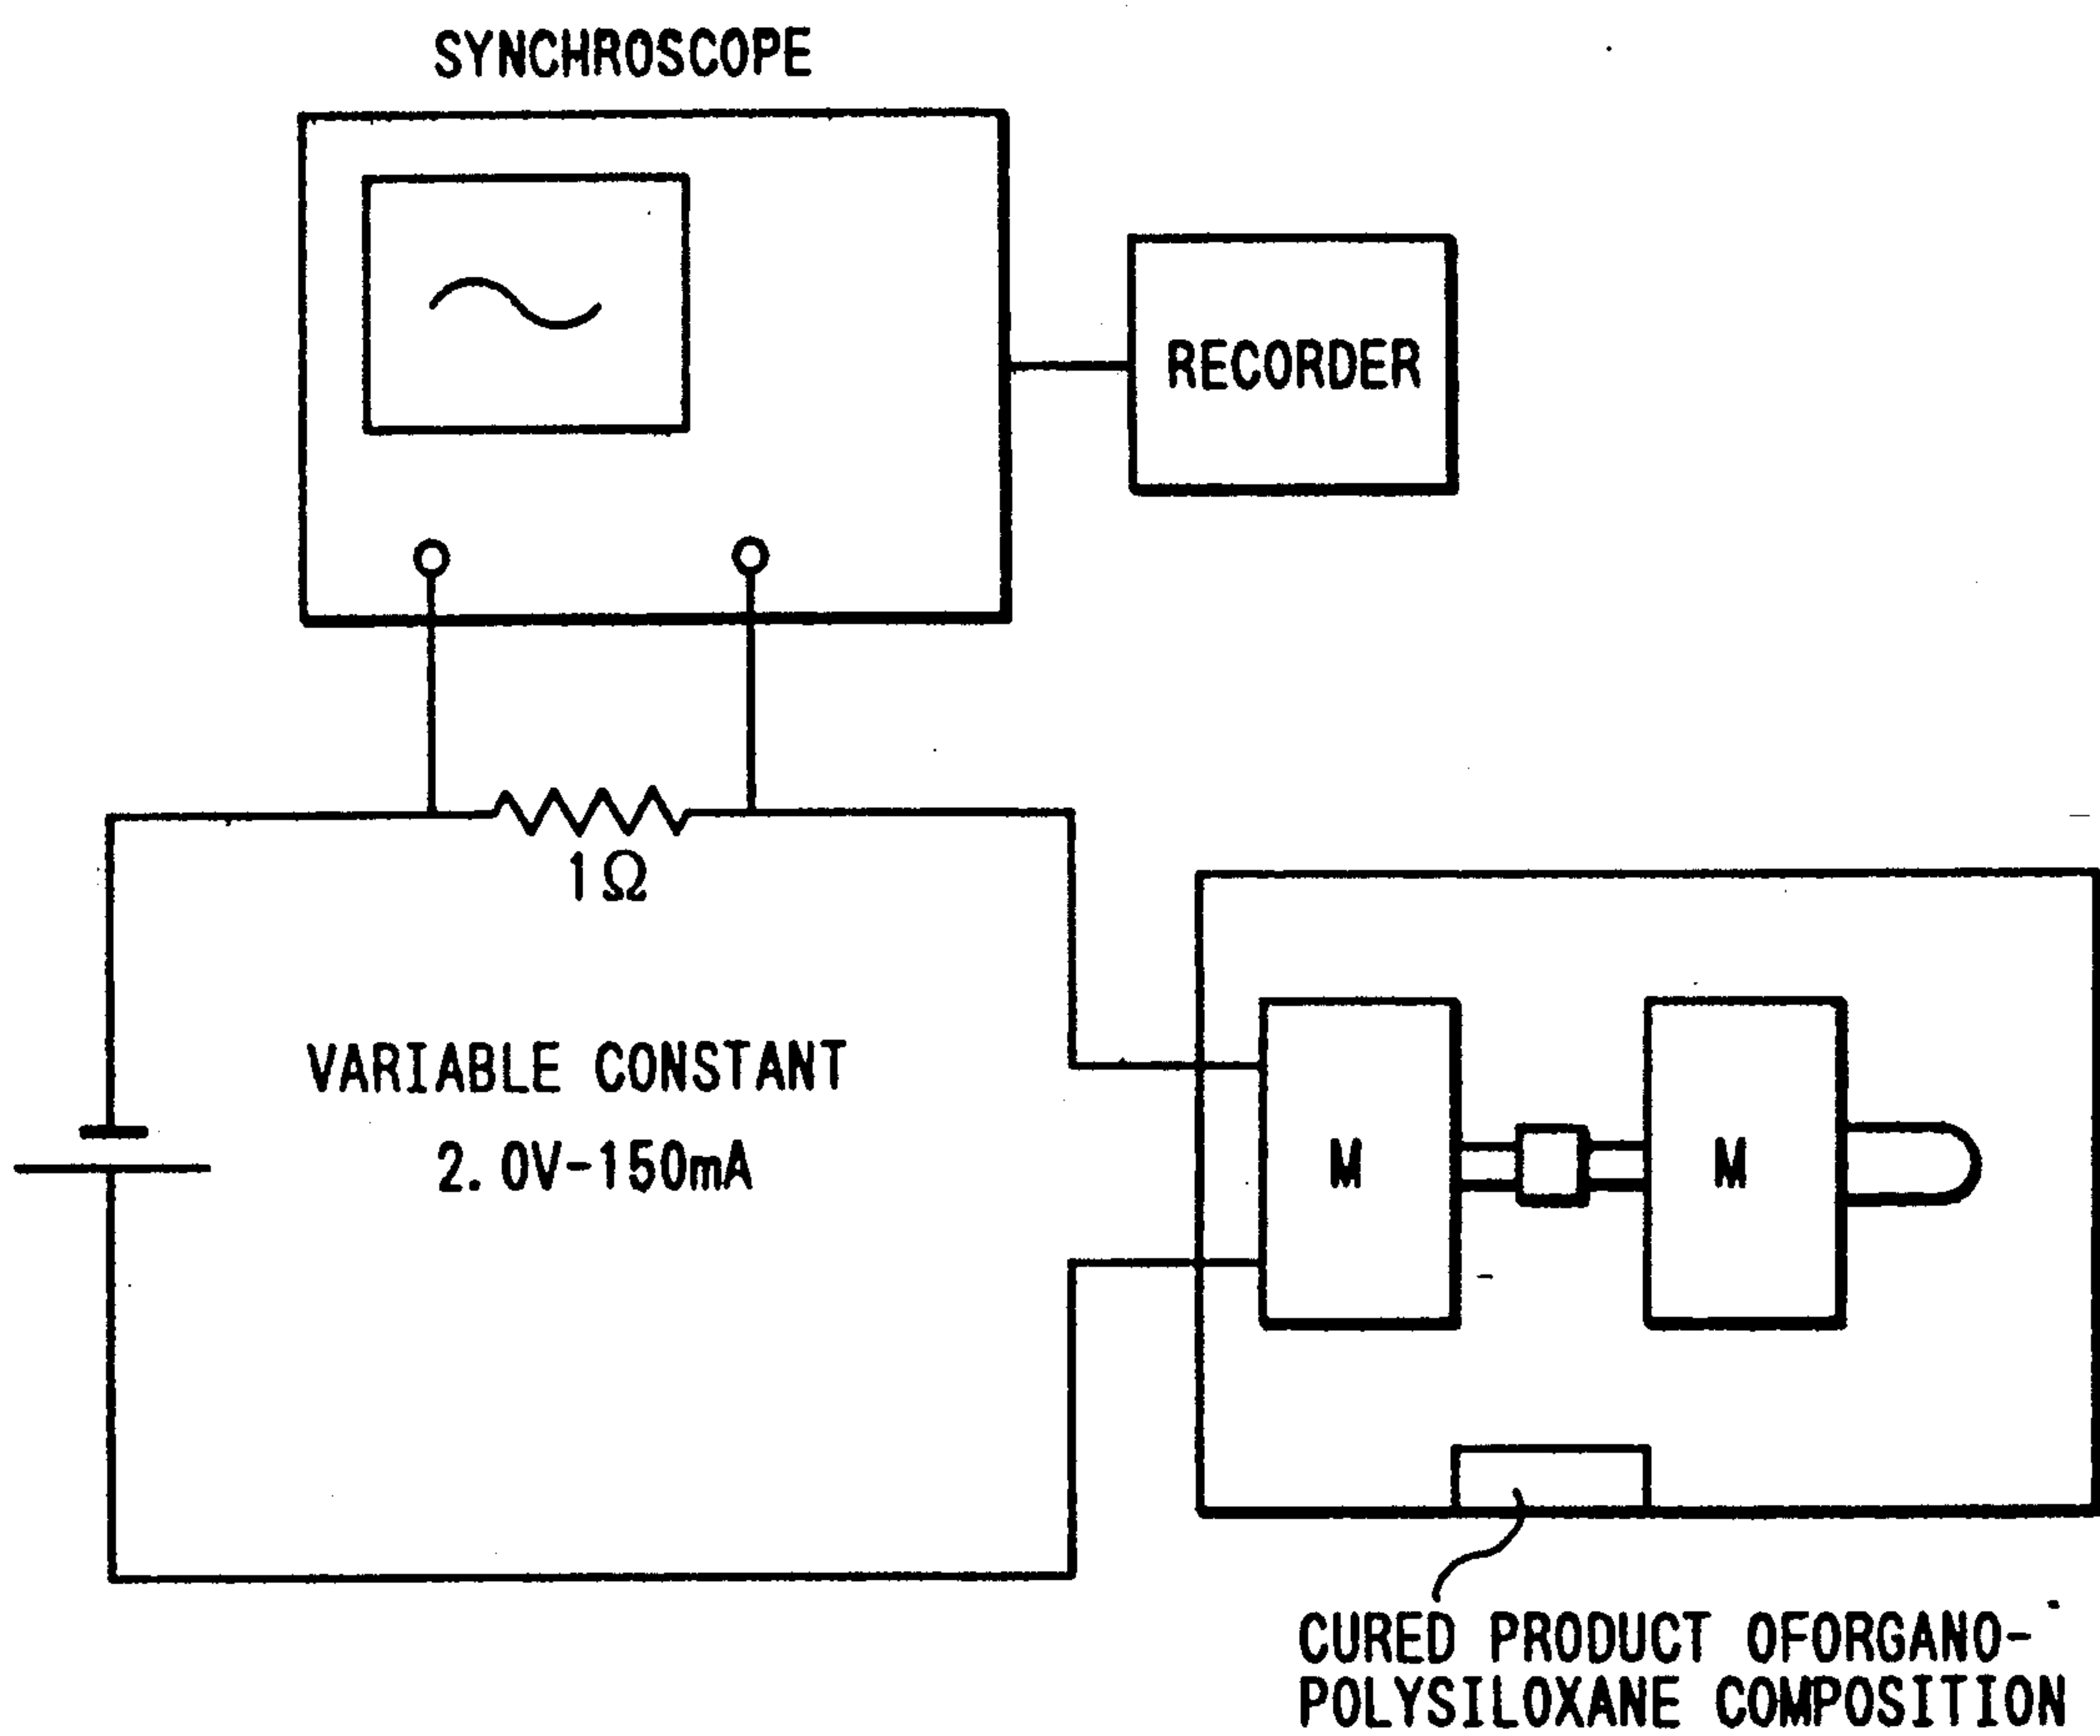 SYNCHROSCOPE
RECORDER
1Ω
VARIABLE CONSTANT
2.0V-150mA
M
M
CURED PRODUCT OFORGANO-
POLYSILOXANE COMPOSITION